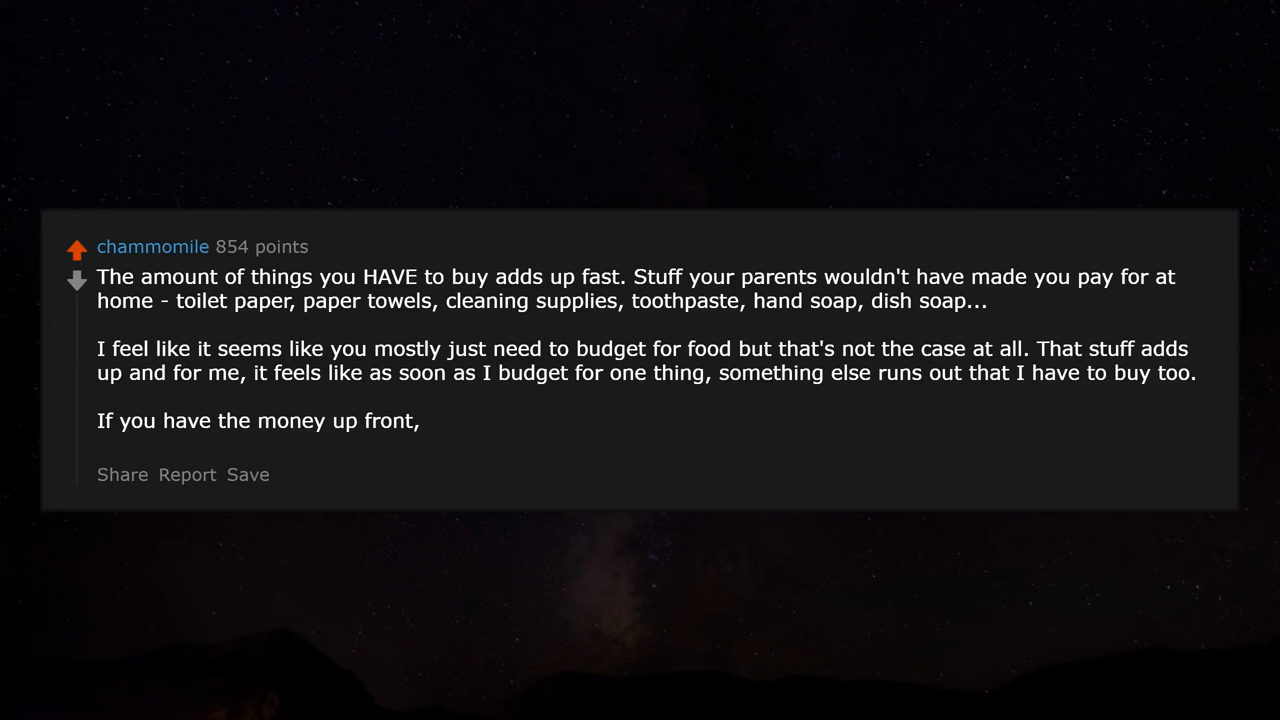 chammomile 854 points
The amount of things you HAVE to buy adds up fast. Stuff your parents wouldn't have made you pay for at
home - toilet paper, paper towels, cleaning supplies, toothpaste, hand soap, dish soap...
I feel like it seems like you mostly just need to budget for food but that's not the case at all. That stuff adds
up and for me, it feels like as soon as I budget for one thing, something else runs out that I have to buy too.
If you have the money up front,
Share Report Save